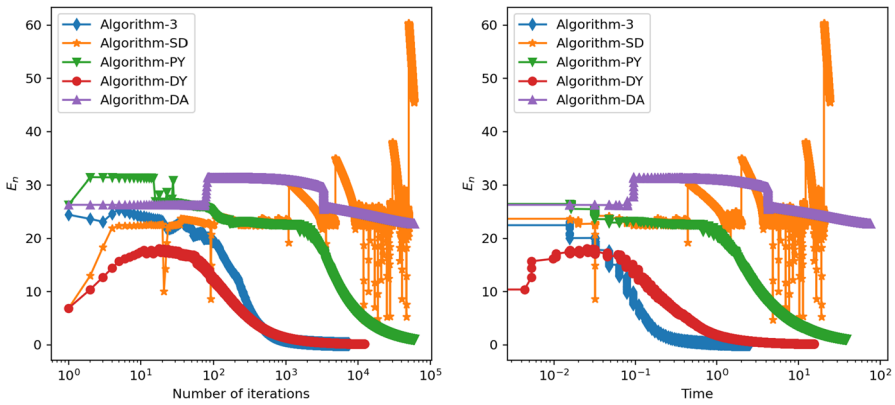 Algorithm-3
Algorithm-SD
Algorithm-PY
Algorithm-DY
Algorithm-DA
60
50
40
30
20
10
0
E_n
10^0
10^1
10^2
10^3
10^4
10^5
Number of iterations
Algorithm-3
Algorithm-SD
Algorithm-PY
Algorithm-DY
Algorithm-DA
60
50
40
30
20
10
0
E_n
10^-2
10^-1
10^0
10^1
10^2
Time